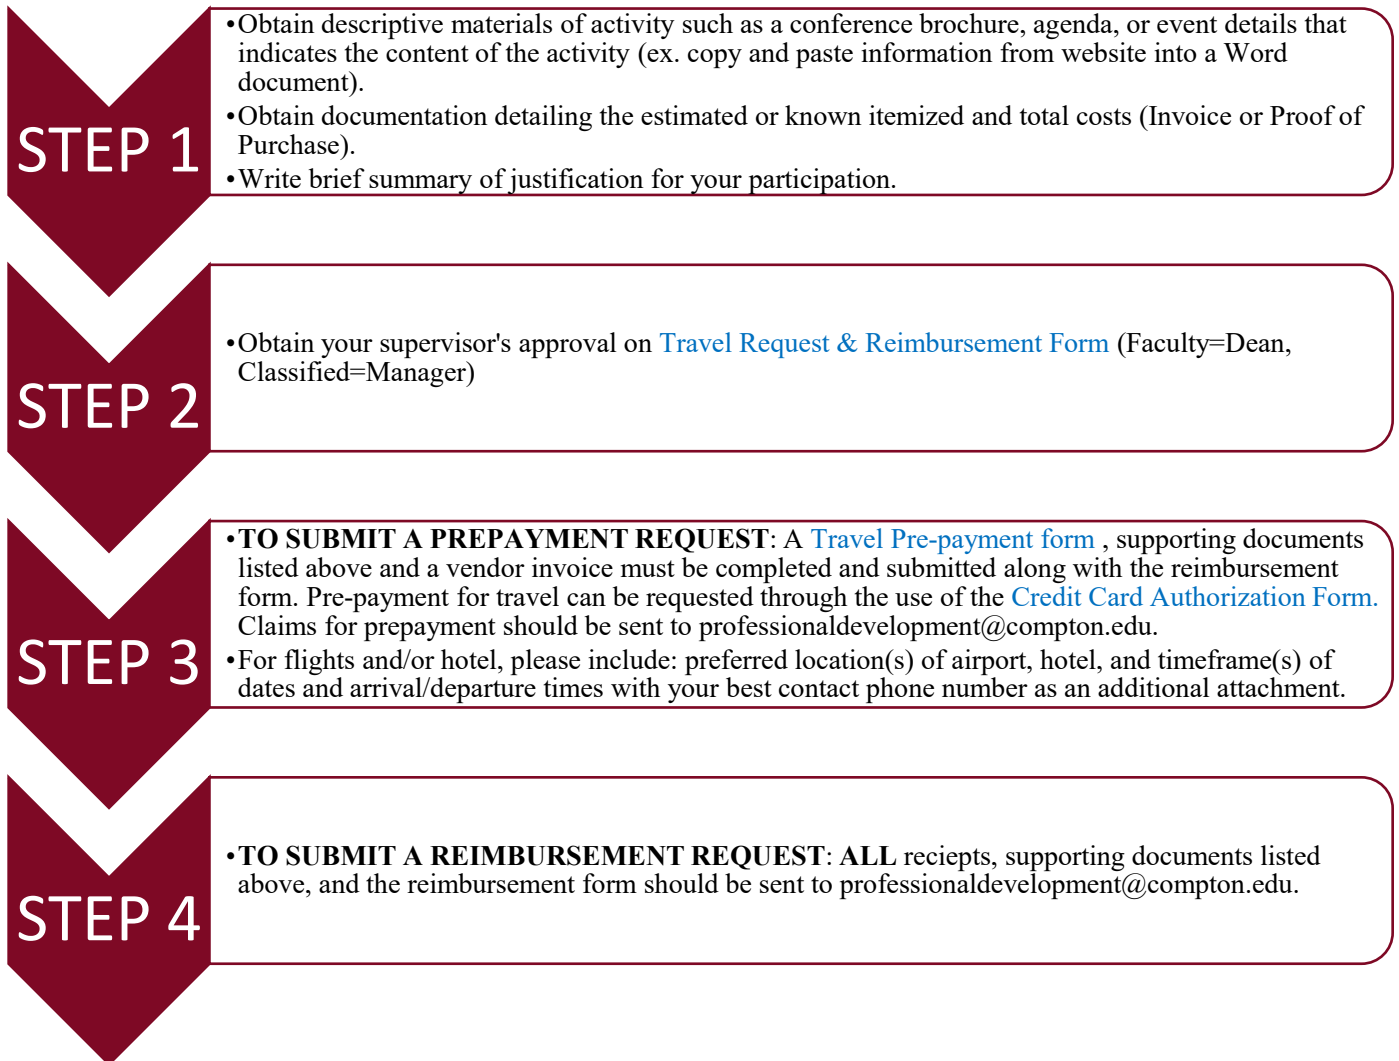 STEP 1
•Obtain descriptive materials of activity such as a conference brochure, agenda, or event details that
indicates the content of the activity (ex. copy and paste information from website into a Word
document).
•Obtain documentation detailing the estimated or known itemized and total costs (Invoice or Proof of
Purchase).
•Write brief summary of justification for your participation.
STEP 2
•Obtain your supervisor's approval on Travel Request & Reimbursement Form (Faculty=Dean,
Classified=Manager)
STEP 3
•TO SUBMIT A PREPAYMENT REQUEST: A Travel Pre-payment form , supporting documents
listed above and a vendor invoice must be completed and submitted along with the reimbursement
form. Pre-payment for travel can be requested through the use of the Credit Card Authorization Form.
Claims for prepayment should be sent to professionaldevelopment@compton.edu.
•For flights and/or hotel, please include: preferred location(s) of airport, hotel, and timeframe(s) of
dates and arrival/departure times with your best contact phone number as an additional attachment.
STEP 4
•TO SUBMIT A REIMBURSEMENT REQUEST: ALL reciepts, supporting documents listed
above, and the reimbursement form should be sent to professionaldevelopment@compton.edu.